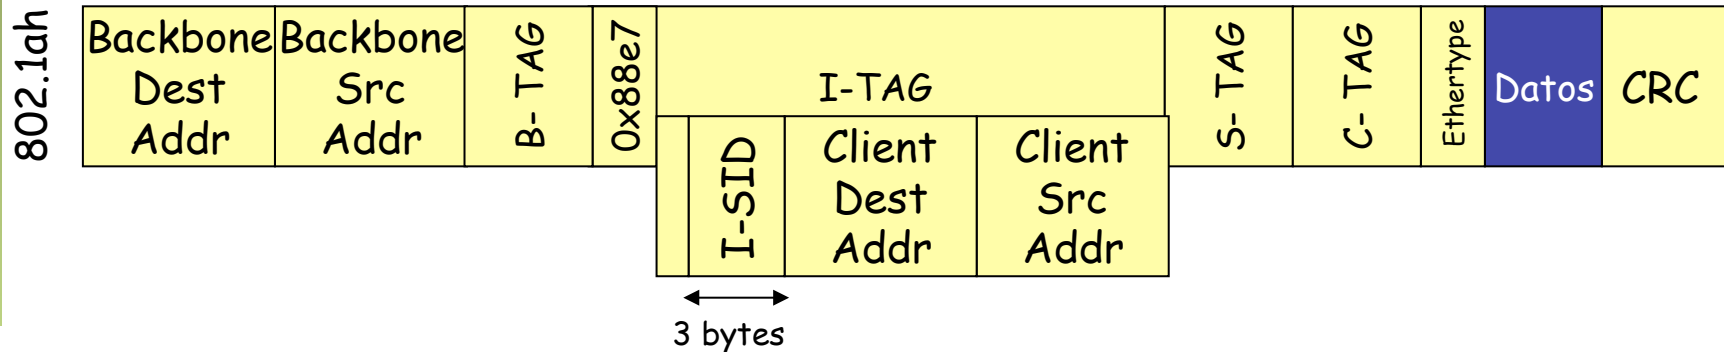 802.1ah
Backbone
Dest
Addr
Backbone
Src
Addr
B- TAG
0x88e7
I-TAG
I-SID
Client
Dest
Addr
Client
Src
Addr
S- TAG
C- TAG
Ethertype
Datos
CRC
3 bytes